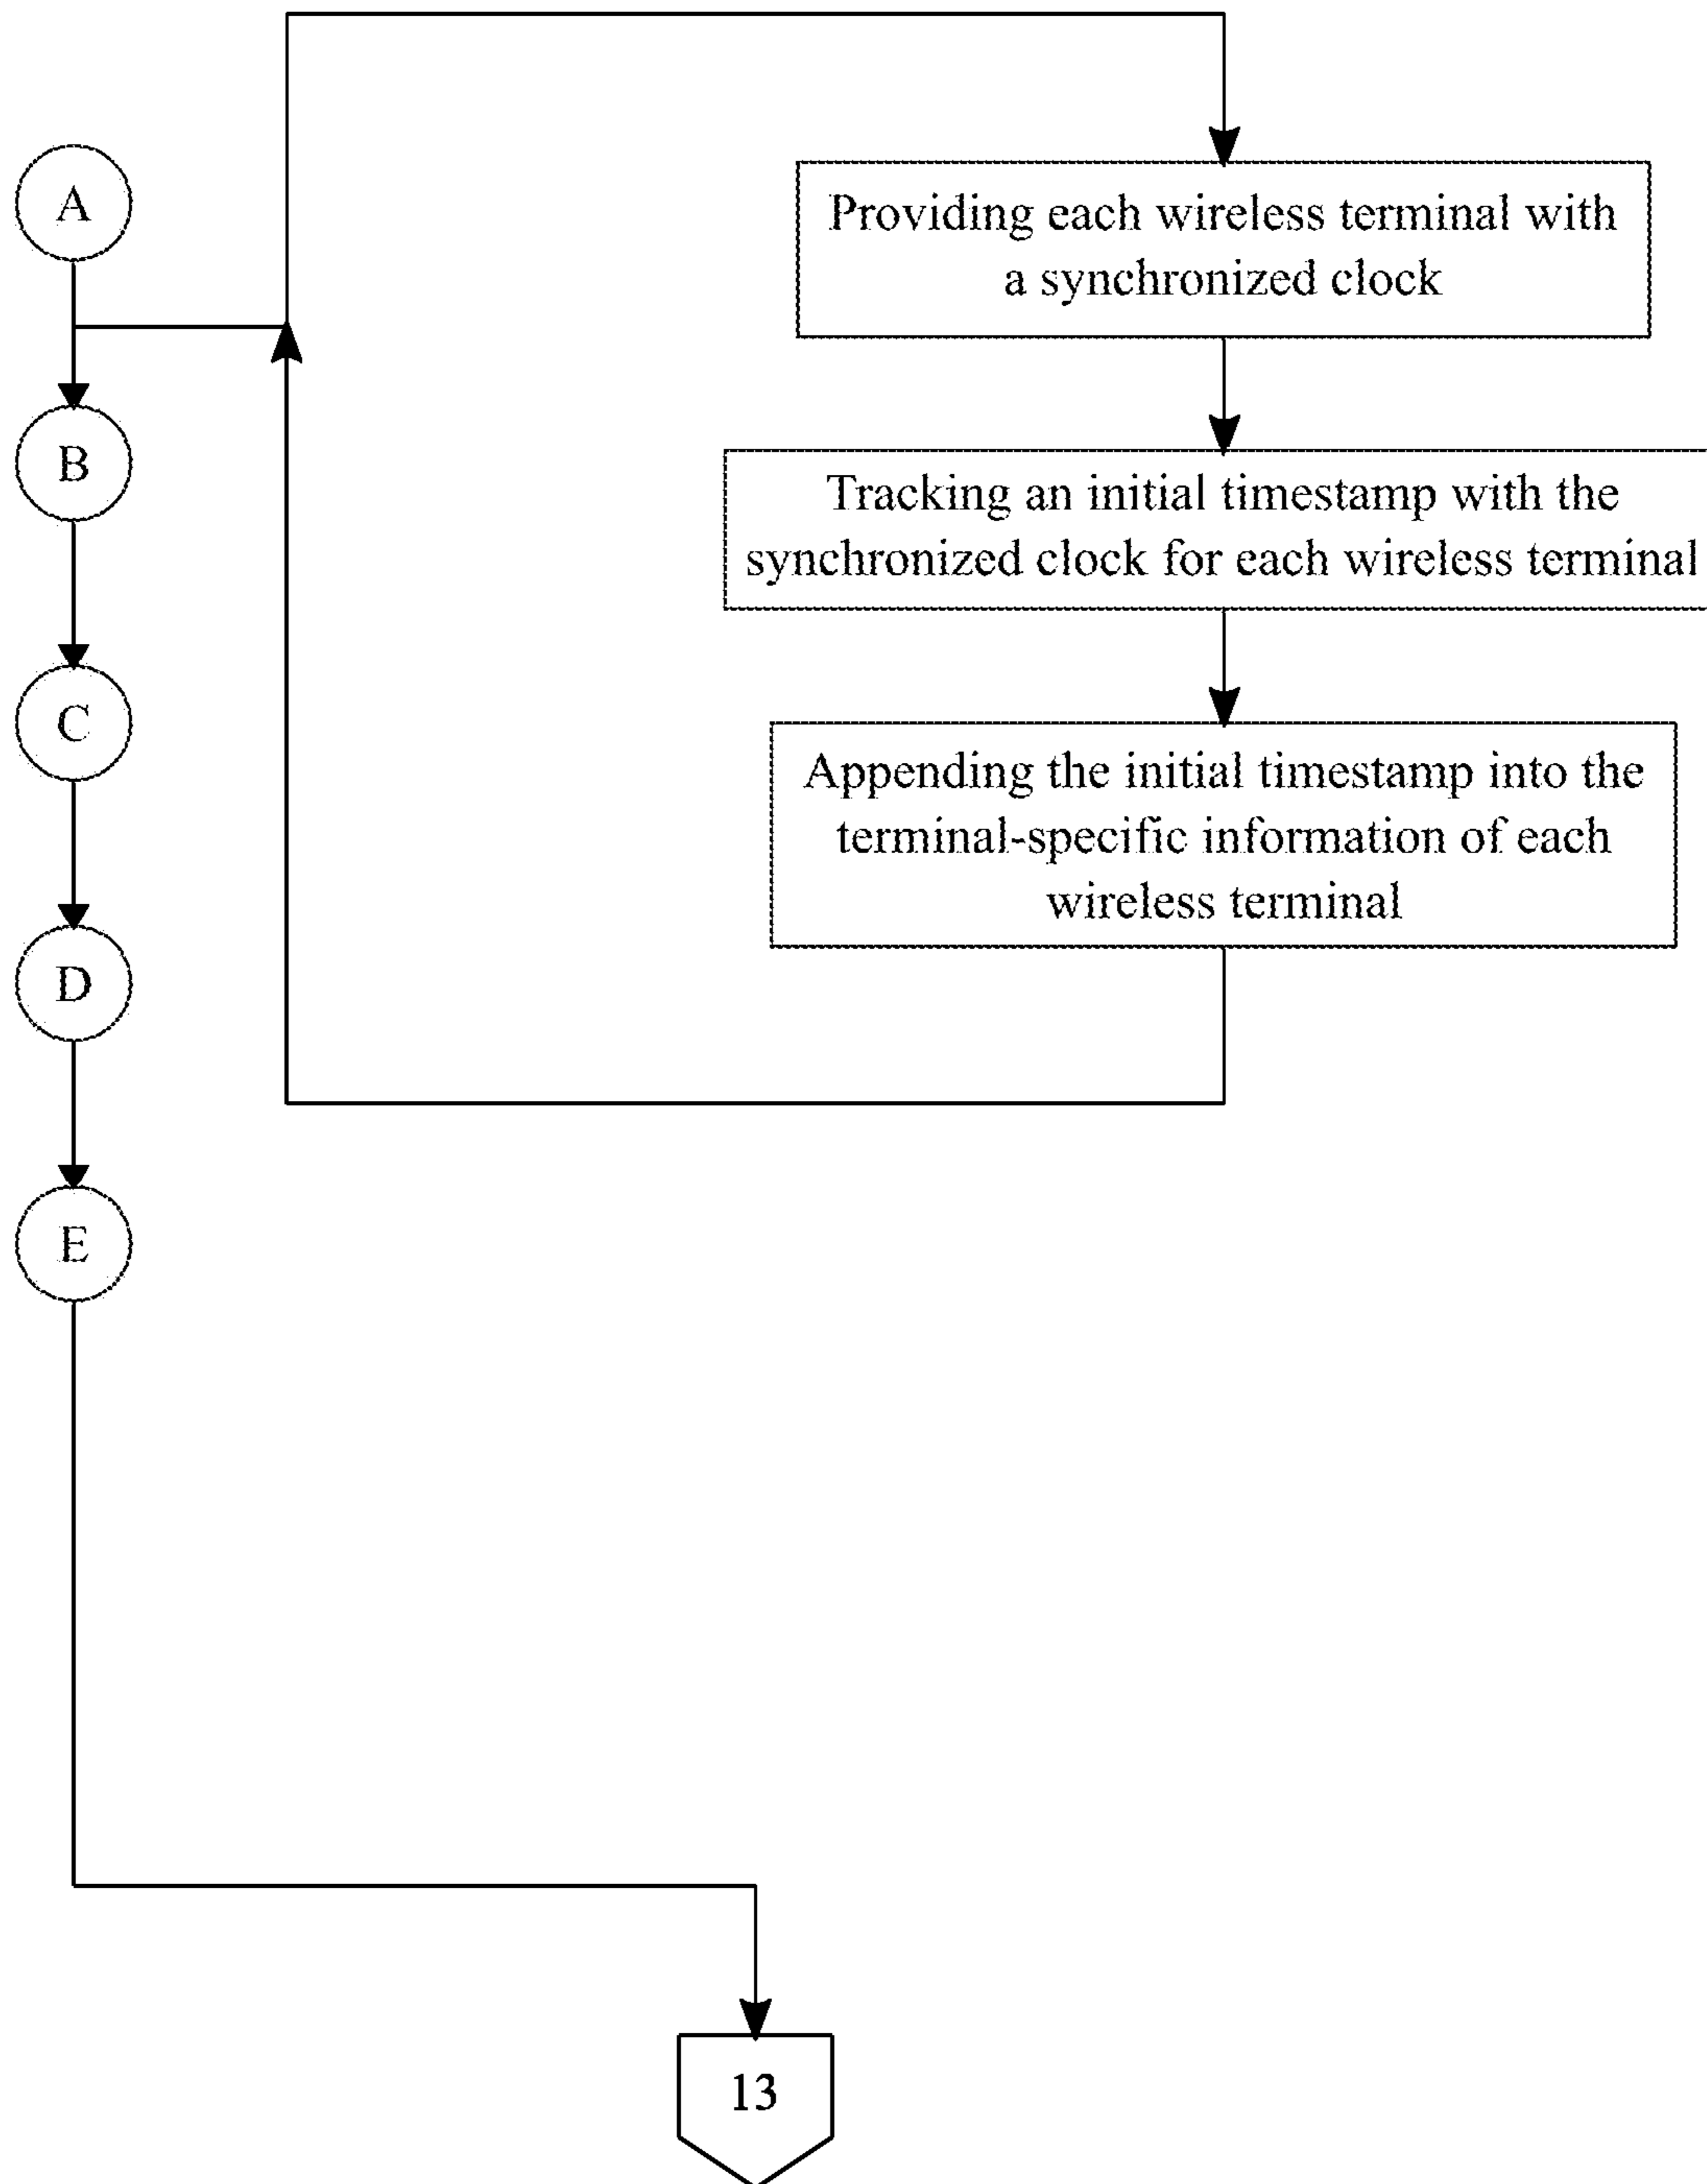 A
B
C
D
E
Providing each wireless terminal with
a synchronized clock
Tracking an initial timestamp with the
synchronized clock for each wireless terminal
Appending the initial timestamp into the
terminal-specific information of each
wireless terminal
13